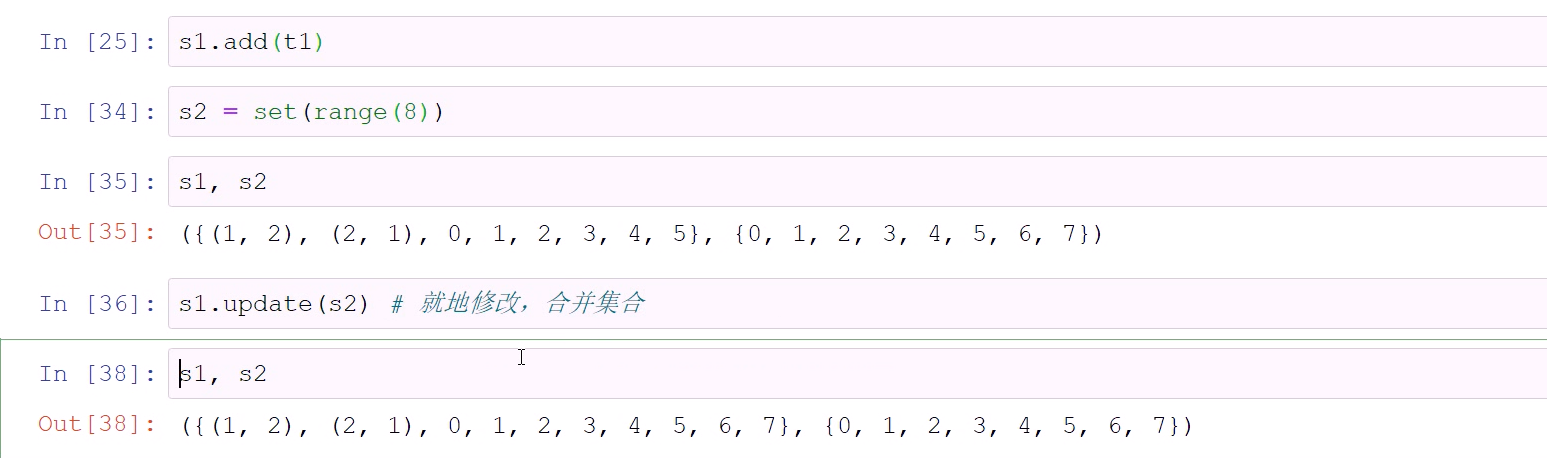 In [25]: s1.add(t1)
In [34]: s2 = set(range(8))
In [35]: s1, s2
Out[35]: ({(1, 2), (2, 1), 0, 1, 2, 3, 4, 5}, {0, 1, 2, 3, 4, 5, 6, 7})
In [36]: s1.update(s2) # 就地修改，合并集合
In [38]: s1, s2
Out[38]: ({(1, 2), (2, 1), 0, 1, 2, 3, 4, 5, 6, 7}, {0, 1, 2, 3, 4, 5, 6, 7})